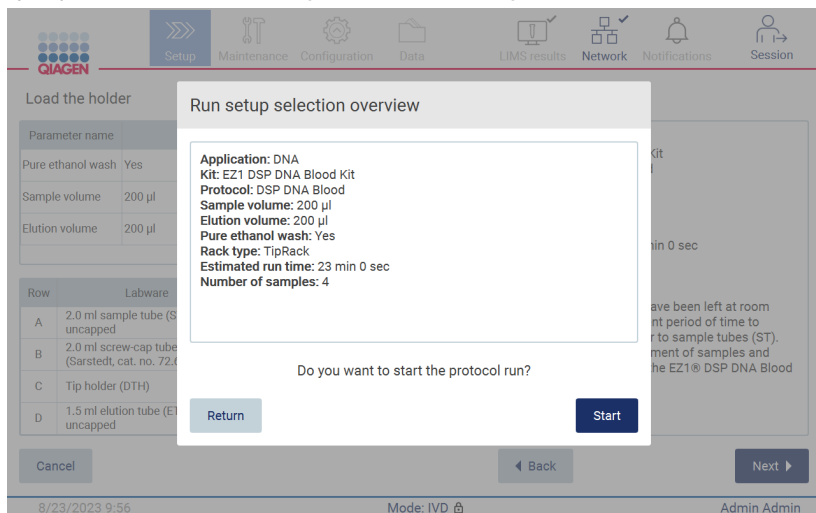 QIAGEN
Setup
Maintenance
Configuration
Data
LIMS results
Network
Notifications
Session
Load the holder
Parameter name
Pure ethanol wash Yes
Sample volume 200 µl
Elution volume 200 µl
Row Labware
A 2.0 ml sample tube
uncapped
B 2.0 ml screw-cap tube
(Sarstedt, cat. no.
C Tip holder (DTH)
D 1.5 ml elution tube
uncapped
Run setup selection overview
Application: DNA
Kit: EZ1 DSP DNA Blood Kit
Protocol: DSP DNA Blood
Sample volume: 200 µl
Elution volume: 200 µl
Pure ethanol wash: Yes
Rack type: TipRack
Estimated run time: 23 min 0 sec
Number of samples: 4
Do you want to start the protocol run?
Return
Start
Kit
0 sec
have been left at room
period of time to
to sample tubes (ST).
of samples and
the EZ1® DSP DNA Blood
Cancel
Back
Next
8/23/2023 9:56
Mode: IVD
Admin Admin